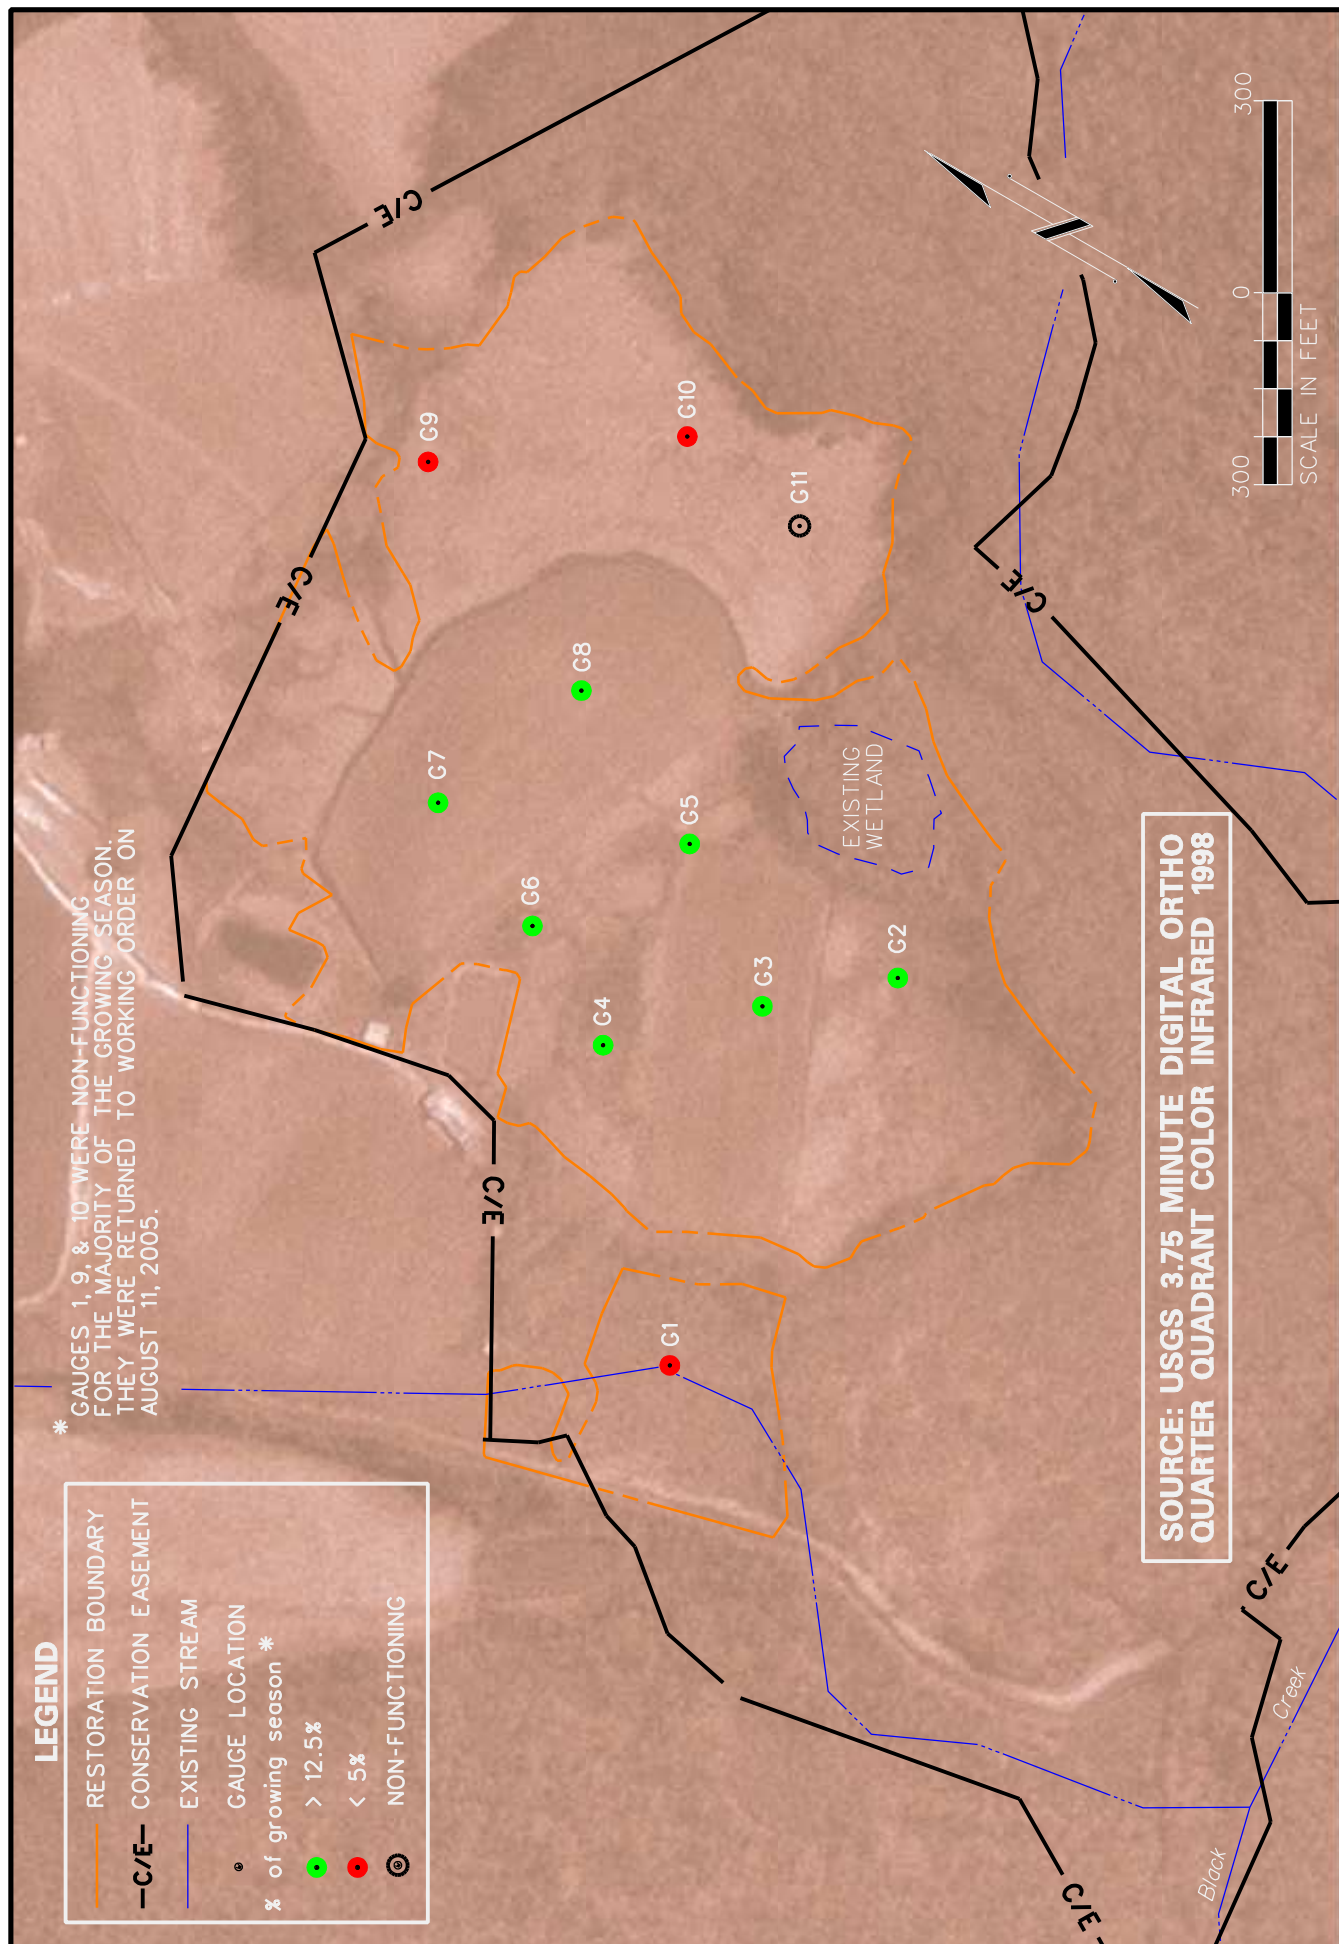 LEGEND
RESTORATION BOUNDARY
C/E CONSERVATION EASEMENT
EXISTING STREAM
GAUGE LOCATION
% of growing season *
> 12.5%
< 5%
NON-FUNCTIONING
* GAUGES 1, 9, & 10 WERE NON-FUNCTIONING
FOR THE MAJORITY OF THE GROWING SEASON.
THEY WERE RETURNED TO WORKING ORDER ON
AUGUST 11, 2005.
C/E
C/E
C/E
G9
G10
G11
G8
G7
G5
G6
G4
G3
G2
G1
EXISTING
WETLAND
C/E
C/E
C/E
Black
Creek
300
0
300
SCALE IN FEET
N
SOURCE: USGS 3.75 MINUTE DIGITAL ORTHO
QUARTER QUADRANT COLOR INFRARED 1998